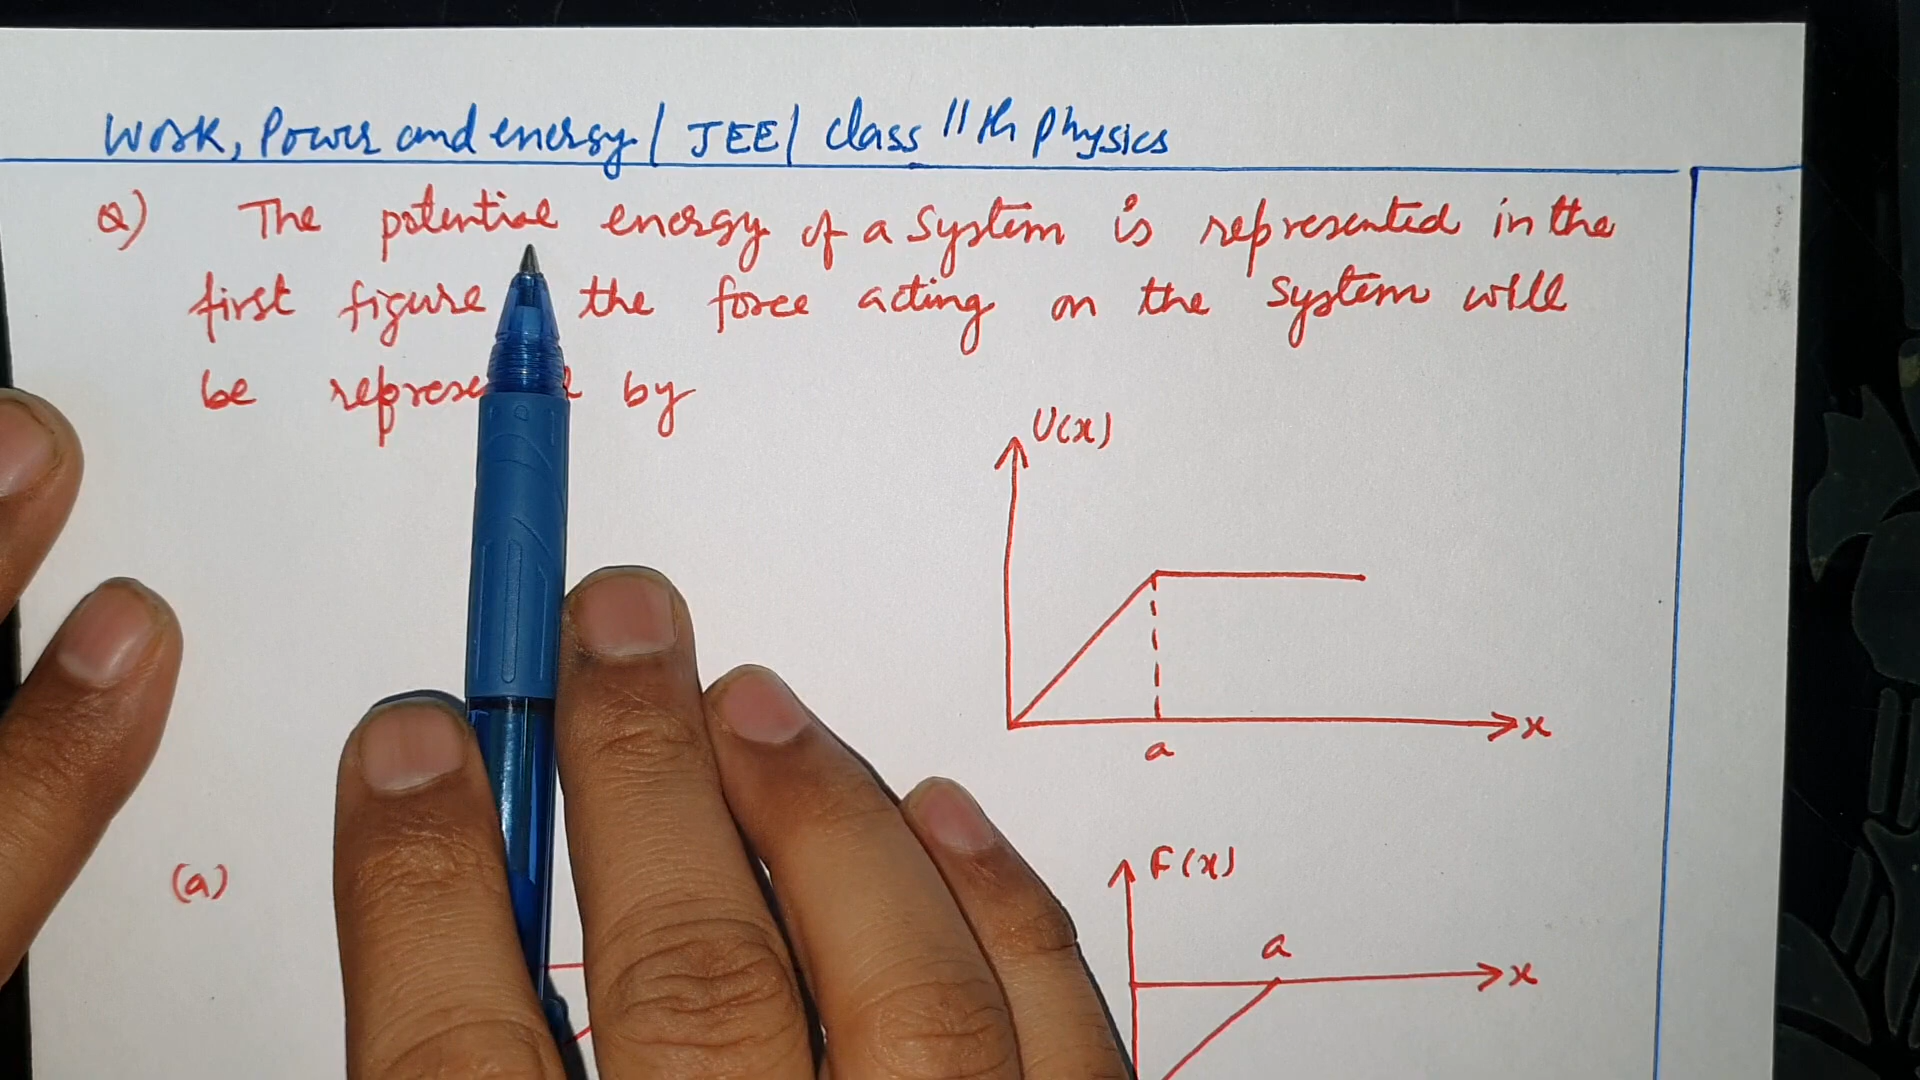 Work, Power and energy / JEE / class 11th Physics
Q) The potential energy of a system is represented in the
first figure the force acting on the system will
be by
U(x)
x
a
(a)
F(x)
a
x